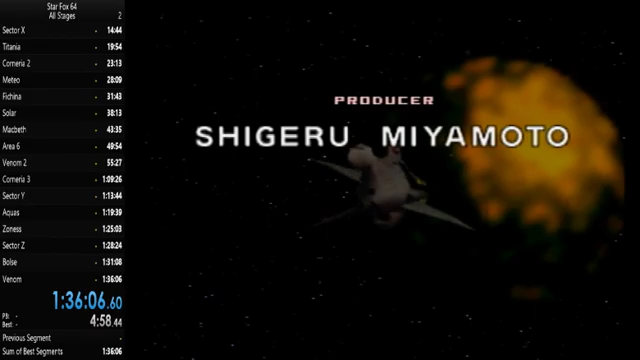 Star Fox 64
All Stages 2
Sector X - 14:44
Titania - 19:54
Corneria 2 - 23:13
Meteo - 28:09
Fichina - 31:43
Solar - 38:13
Macbeth - 43:35
Area 6 - 49:54
Venom 2 - 55:27
Corneria 3 - 1:09:26
Sector Y - 1:13:44
Aquas - 1:19:39
Zoness - 1:25:03
Sector Z - 1:28:24
Bolse - 1:31:08
Venom - 1:36:06
1:36:06.60
PB: -
Best - 4:58.44
Previous Segment -
Sum of Best Segments 1:36:06
PRODUCER
SHIGERU MIYAMOTO